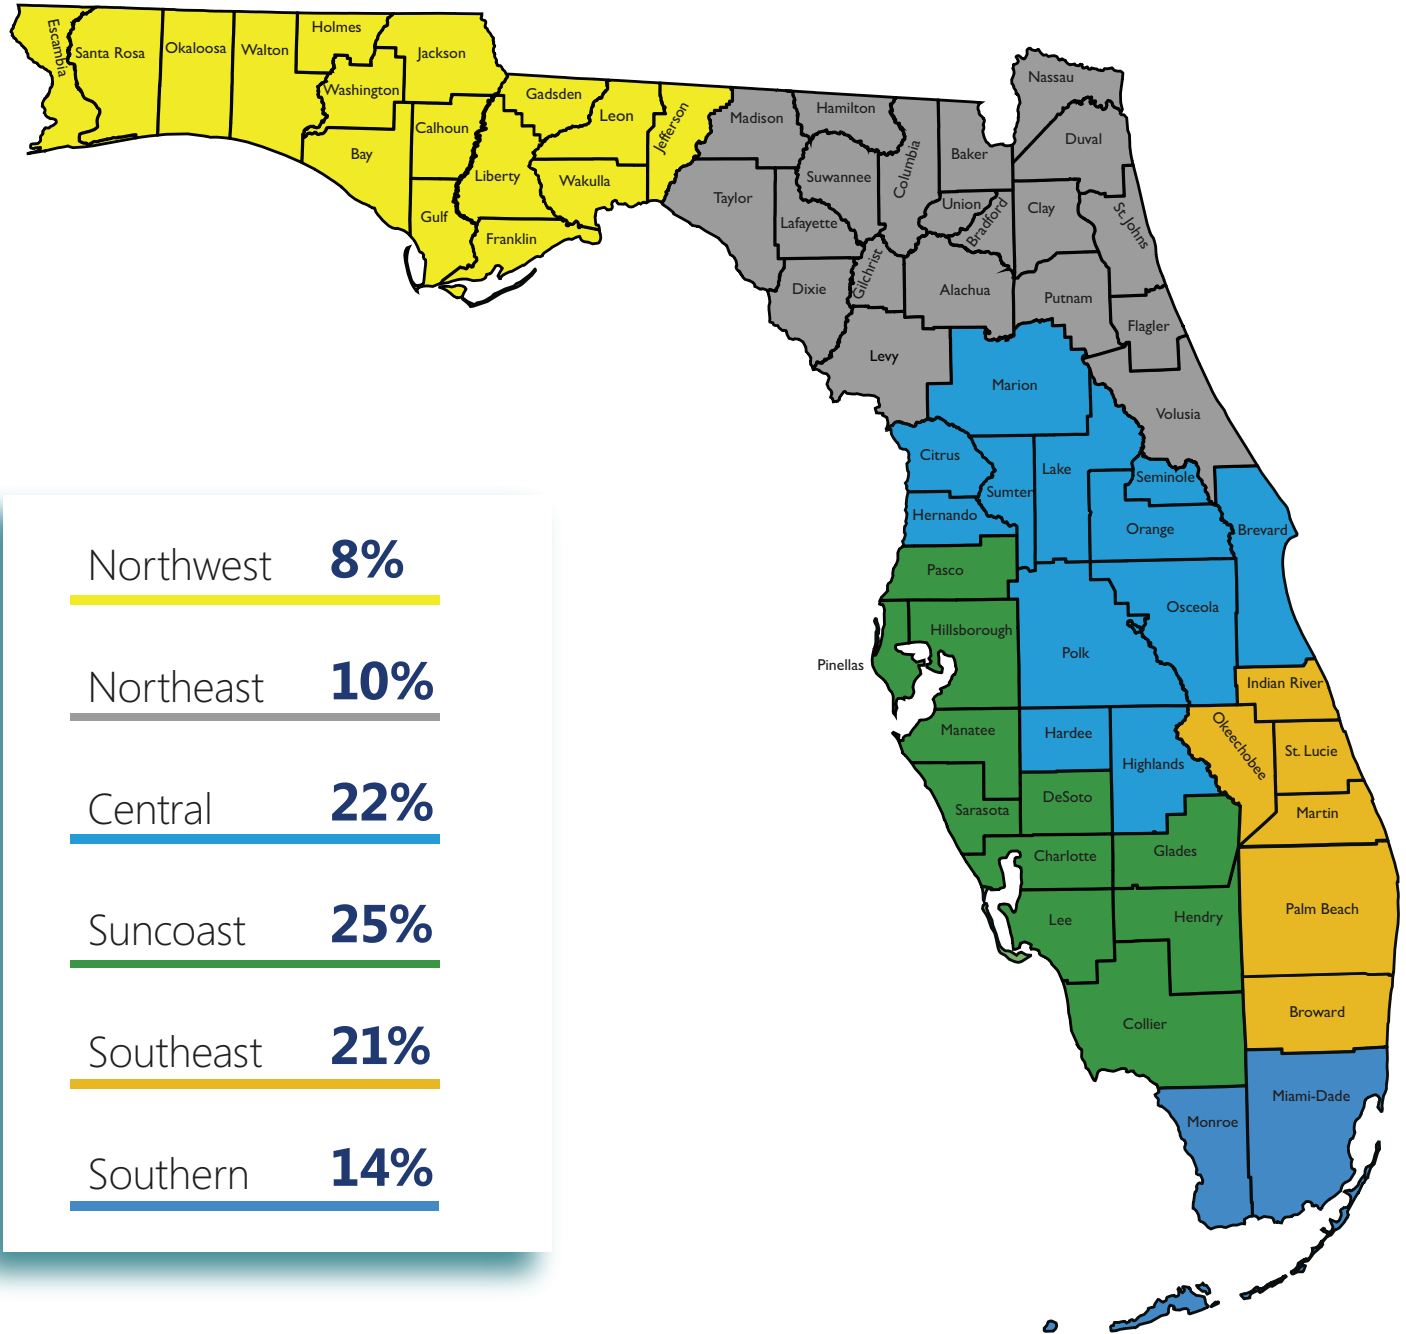 Escambia
Santa Rosa
Okaloosa
Walton
Holmes
Washington
Jackson
Bay
Calhoun
Gulf
Liberty
Gadsden
Franklin
Leon
Wakulla
Jefferson
Madison
Hamilton
Taylor
Suwannee
Lafayette
Columbia
Dixie
Gilchrist
Baker
Nassau
Duval
Union
Bradford
Clay
St. Johns
Alachua
Putnam
Flagler
Levy
Marion
Volusia
Citrus
Sumter
Lake
Seminole
Hernando
Orange
Brevard
Pasco
Osceola
Hillsborough
Pinellas
Polk
Indian River
Manatee
Hardee
Highlands
Okeechobee
St. Lucie
Sarasota
DeSoto
Martin
Charlotte
Glades
Lee
Hendry
Palm Beach
Collier
Broward
Monroe
Miami-Dade
Northwest 8%
Northeast 10%
Central 22%
Suncoast 25%
Southeast 21%
Southern 14%